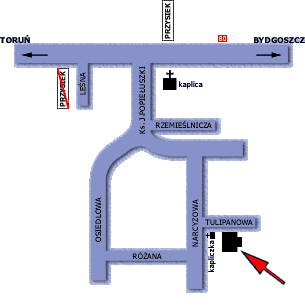 PRZYSIEK
TORUŃ
80
BYDGOSZCZ
PRZYSIEK
LEŚNA
Ks. J. POPIEŁUSZKI
kaplica
RZEMIEŚLNICZA
OSIEDLOWA
NARCYZOWA
TULIPANOWA
kapliczka
RÓŻANA